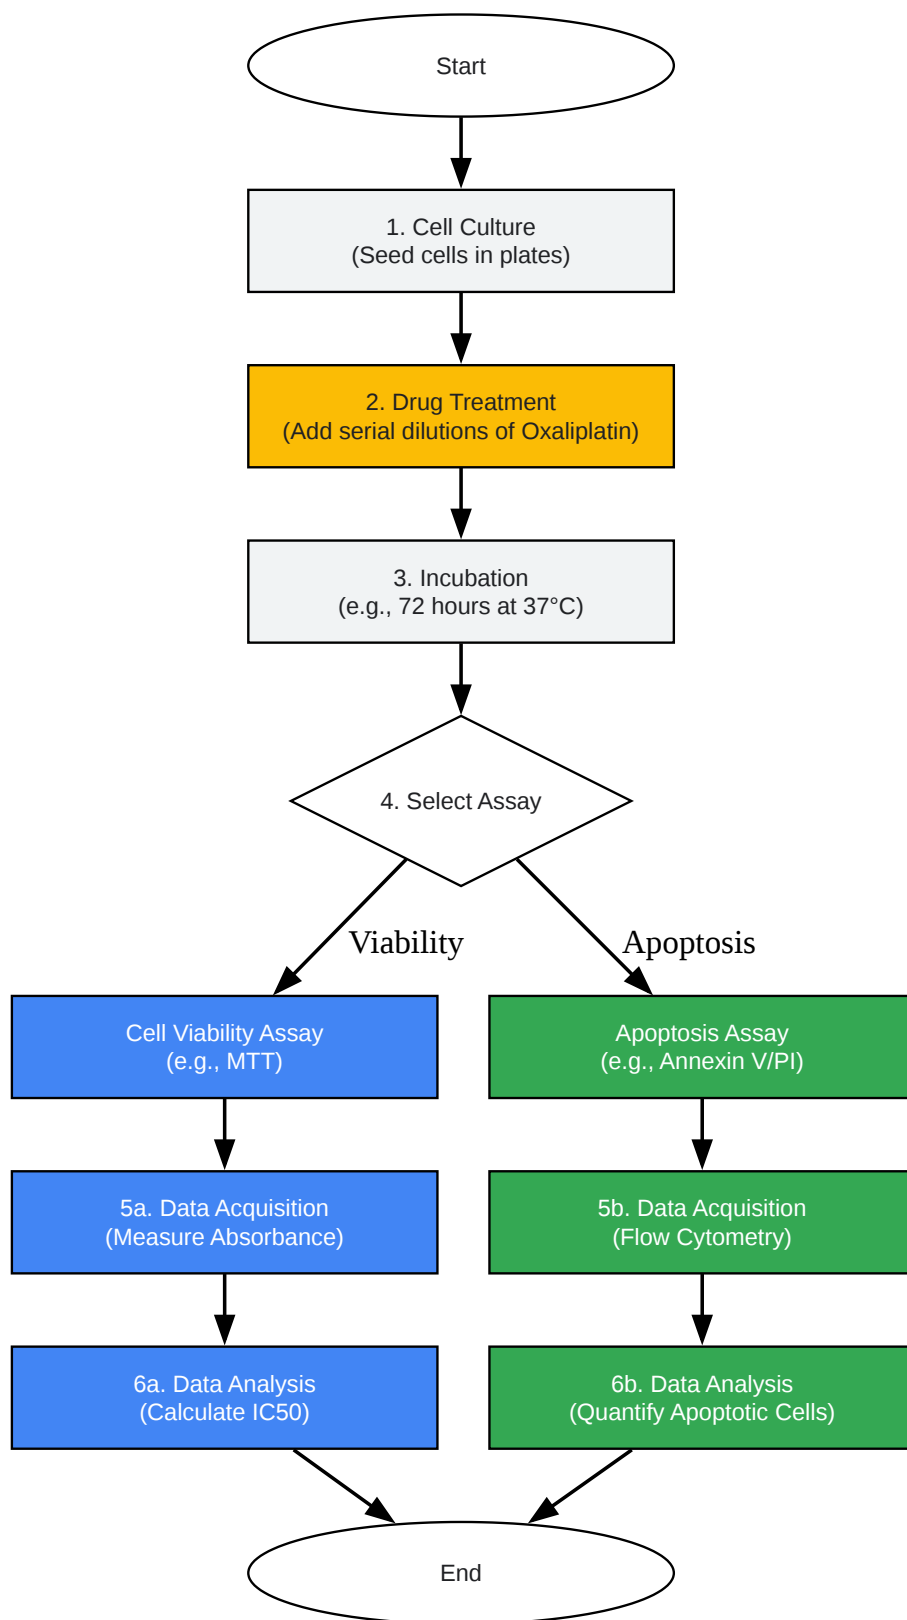 Start
1. Cell Culture
(Seed cells in plates)
2. Drug Treatment
(Add serial dilutions of Oxaliplatin)
3. Incubation
(e.g., 72 hours at 37°C)
4. Select Assay
Viability
Apoptosis
Cell Viability Assay
(e.g., MTT)
Apoptosis Assay
(e.g., Annexin V/PI)
5a. Data Acquisition
(Measure Absorbance)
5b. Data Acquisition
(Flow Cytometry)
6a. Data Analysis
(Calculate IC50)
6b. Data Analysis
(Quantify Apoptotic Cells)
End